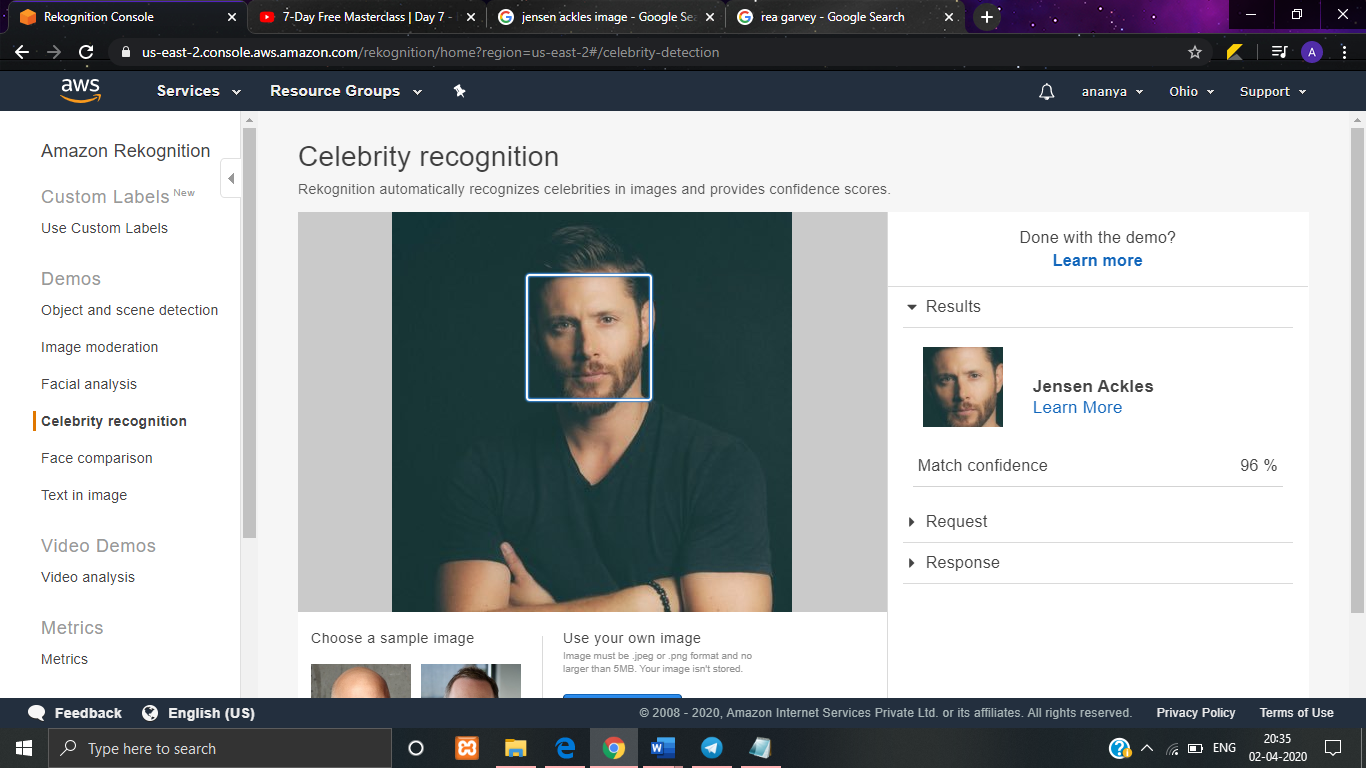 Rekognition Console
7-Day Free Masterclass | Day 7 -
jensen ackles image - Google Se
rea garvey - Google Search
us-east-2.console.aws.amazon.com/rekognition/home?region=us-east-2#/celebrity-detection
A
aws
Services
Resource Groups
ananya
Ohio
Support
Amazon Rekognition
Custom Labels New
Use Custom Labels
Demos
Object and scene detection
Image moderation
Facial analysis
Celebrity recognition
Face comparison
Text in image
Video Demos
Video analysis
Metrics
Metrics
Celebrity recognition
Rekognition automatically recognizes celebrities in images and provides confidence scores.
Done with the demo?
Learn more
Results
Jensen Ackles
Learn More
Match confidence 96 %
Request
Response
Choose a sample image
Use your own image
Image must be .jpeg or .png format and no
larger than 5MB. Your image isn't stored.
Feedback
English (US)
© 2008 - 2020, Amazon Internet Services Private Ltd. or its affiliates. All rights reserved.
Privacy Policy
Terms of Use
Type here to search
ENG
20:35
02-04-2020